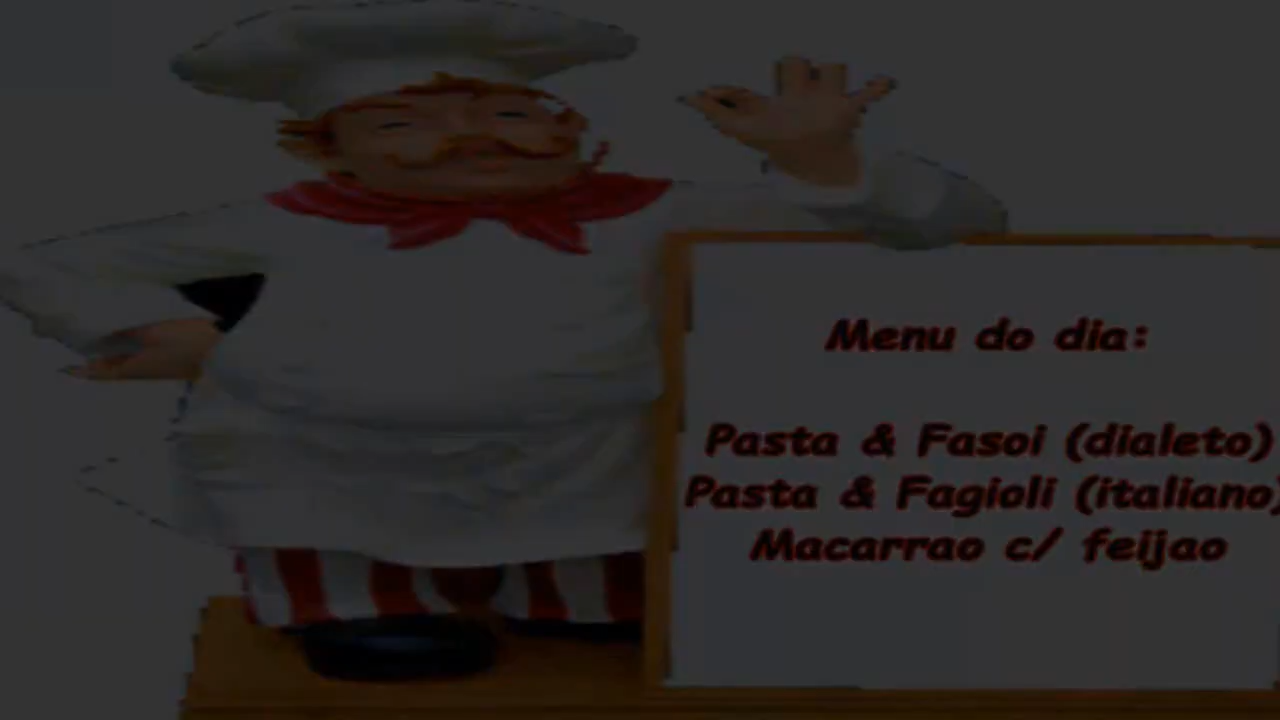 Menu do dia:
Pasta & Fasoi (dialeto)
Pasta & Fagioli (italiano)
Macarrao c/ feijao